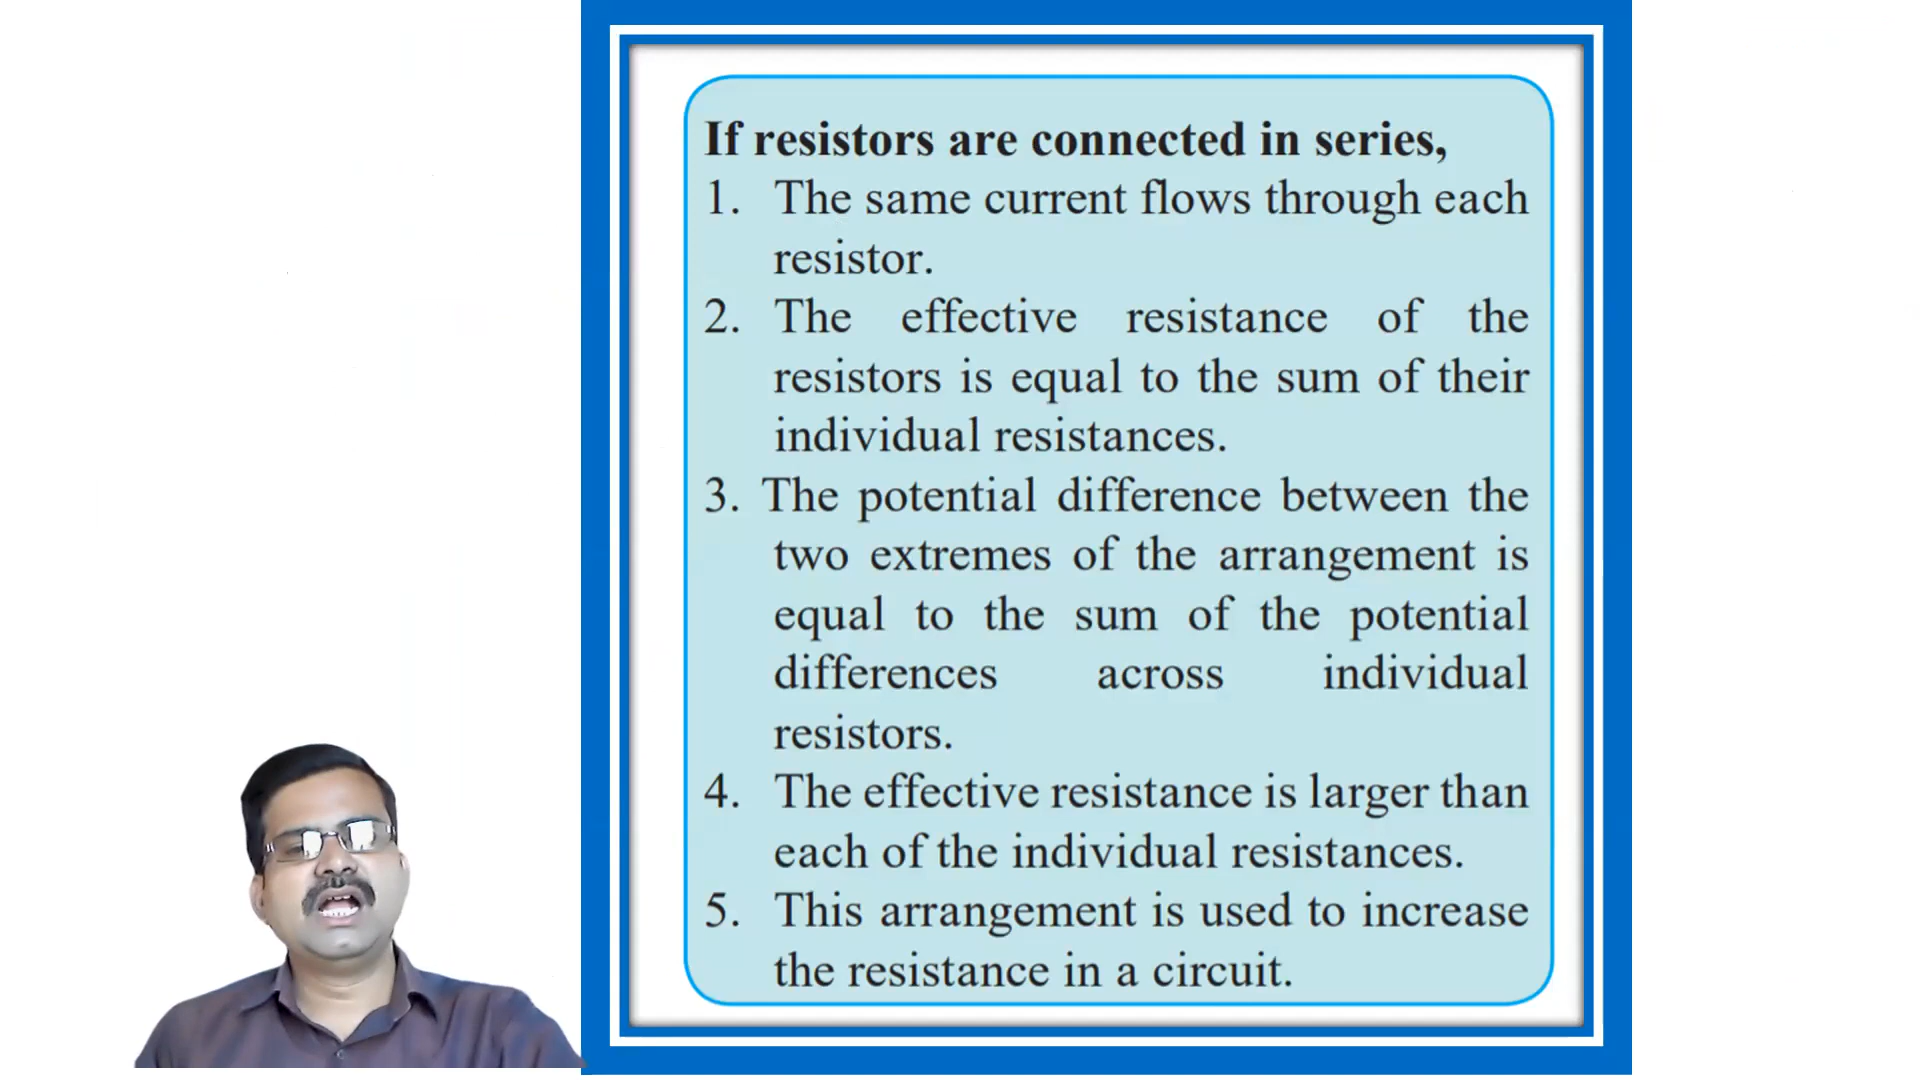 If resistors are connected in series,
1. The same current flows through each
resistor.
2. The effective resistance of the
resistors is equal to the sum of their
individual resistances.
3. The potential difference between the
two extremes of the arrangement is
equal to the sum of the potential
differences across individual
resistors.
4. The effective resistance is larger than
each of the individual resistances.
5. This arrangement is used to increase
the resistance in a circuit.